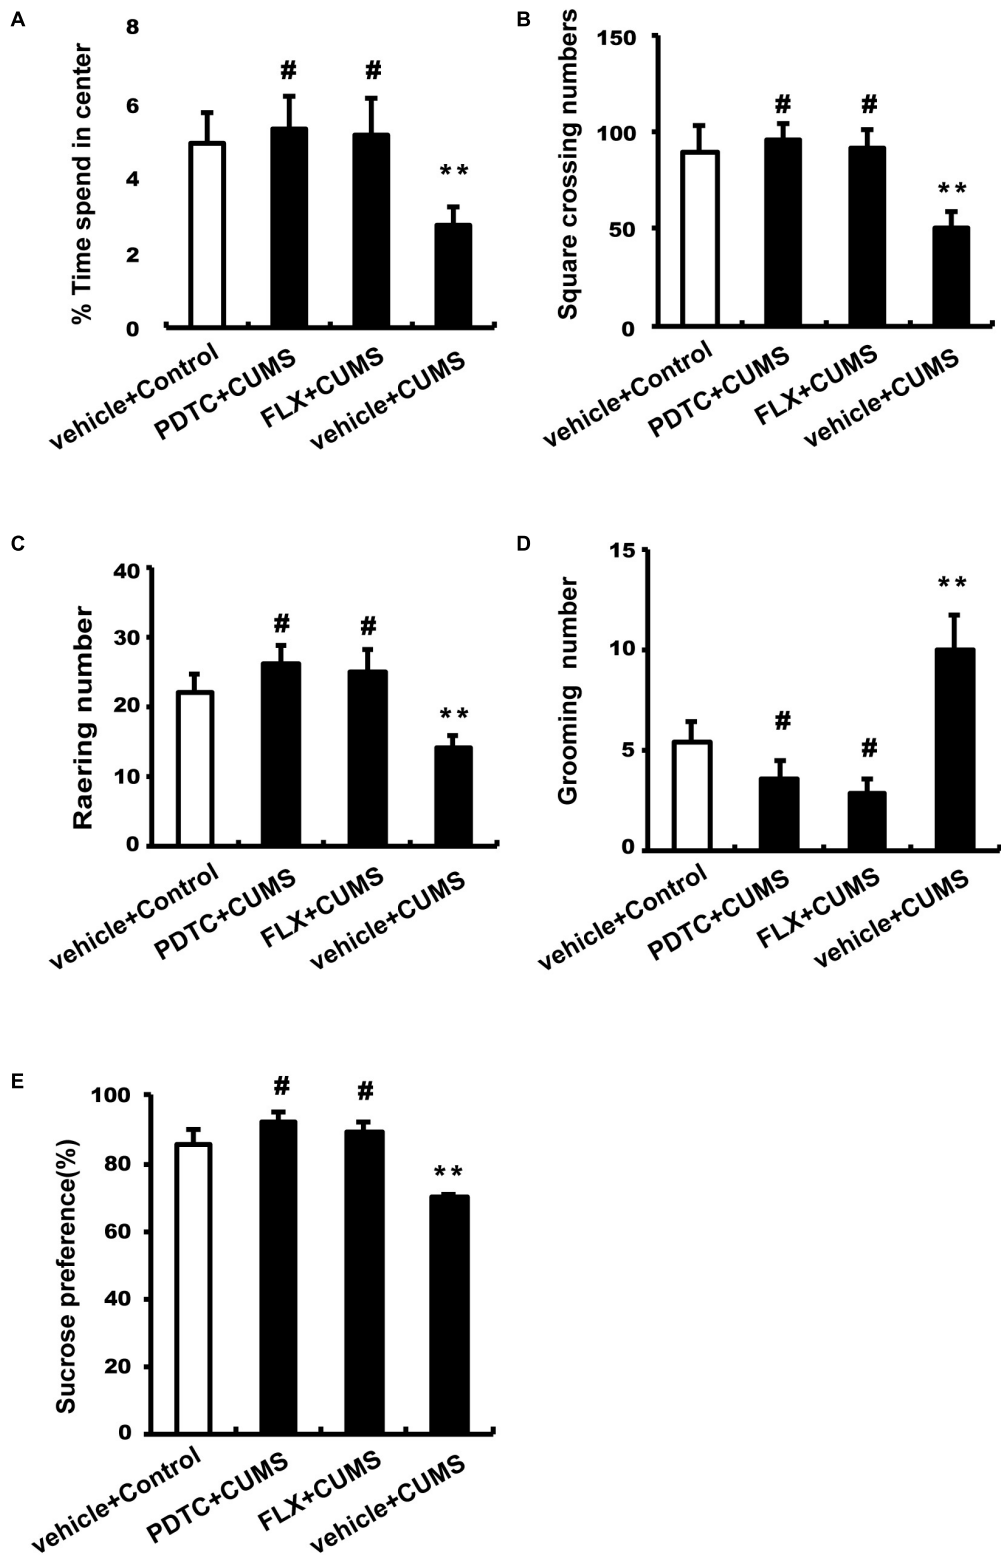 A
% Time spend in center
8
6
4
2
0
#
#
**
vehicle+Control
PDTC+CUMS
FLX+CUMS
vehicle+CUMS
B
Square crossing numbers
150
100
50
0
#
#
**
vehicle+Control
PDTC+CUMS
FLX+CUMS
vehicle+CUMS
C
Raering number
40
30
20
10
0
#
#
**
vehicle+Control
PDTC+CUMS
FLX+CUMS
vehicle+CUMS
D
Grooming number
15
10
5
0
#
#
**
vehicle+Control
PDTC+CUMS
FLX+CUMS
vehicle+CUMS
E
Sucrose preference(%)
100
80
60
40
20
0
#
#
**
vehicle+Control
PDTC+CUMS
FLX+CUMS
vehicle+CUMS